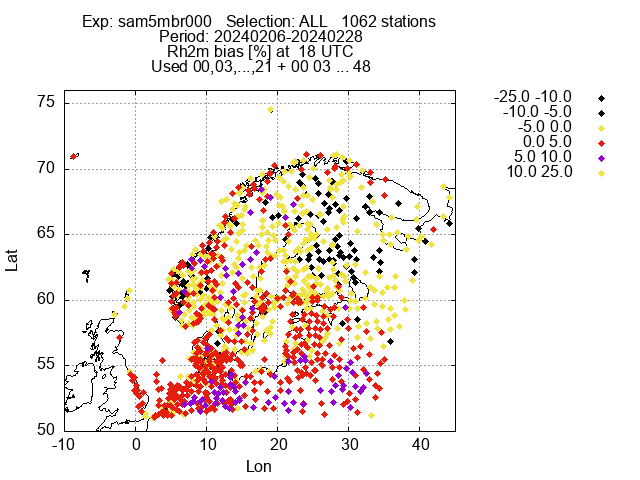 Exp: sam5mbr000 Selection: ALL 1062 stations
Period: 20240206-20240228
Rh2m bias [%] at 18 UTC
Used 00,03,...,21 + 00 03 ... 48
-25.0 -10.0
-10.0 -5.0
-5.0 0.0
0.0 5.0
5.0 10.0
10.0 25.0
75
70
65
60
55
50
Lat
-10 0 10 20 30 40
Lon